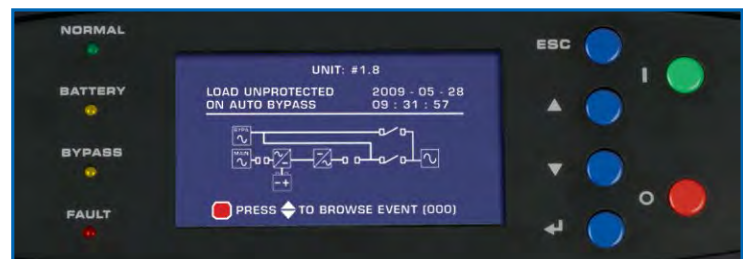 NORMAL
BATTERY
BYPASS
FAULT
UNIT: #1.8
LOAD UNPROTECTED 2009 - 05 - 28
ON AUTO BYPASS 09 : 31 : 57
BYPA
MAIN
PRESS TO BROWSE EVENT (000)
ESC
I
O